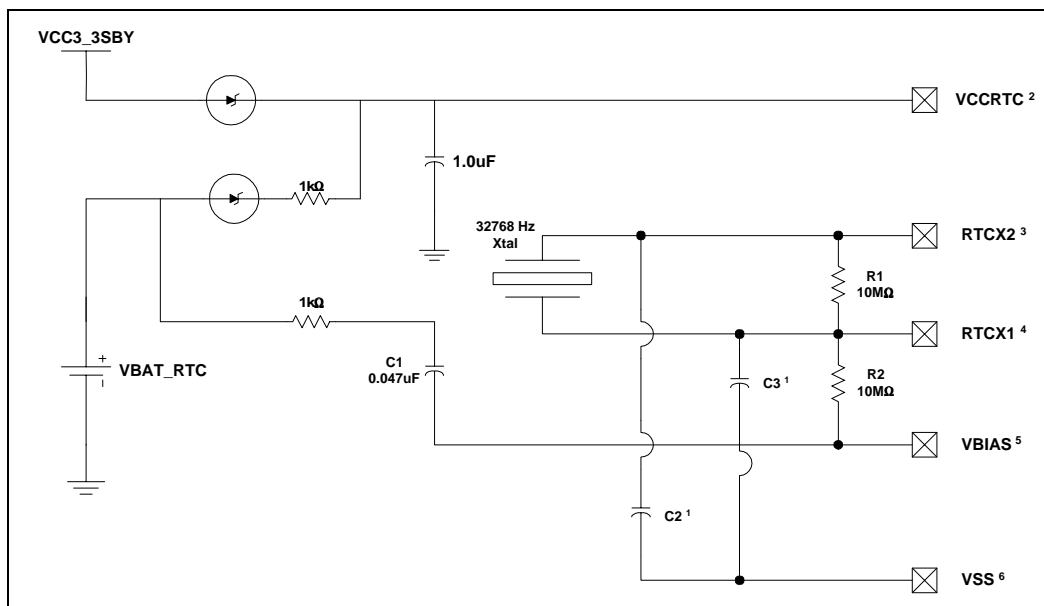 VCC3_3SBY
VCCRTC 2
1.0uF
1kΩ
32768 Hz
Xtal
RTCX2 3
R1
10MΩ
1kΩ
RTCX1 4
C1
0.047uF
+
VBAT_RTC
–
C3 1
R2
10MΩ
VBIAS 5
C2 1
VSS 6